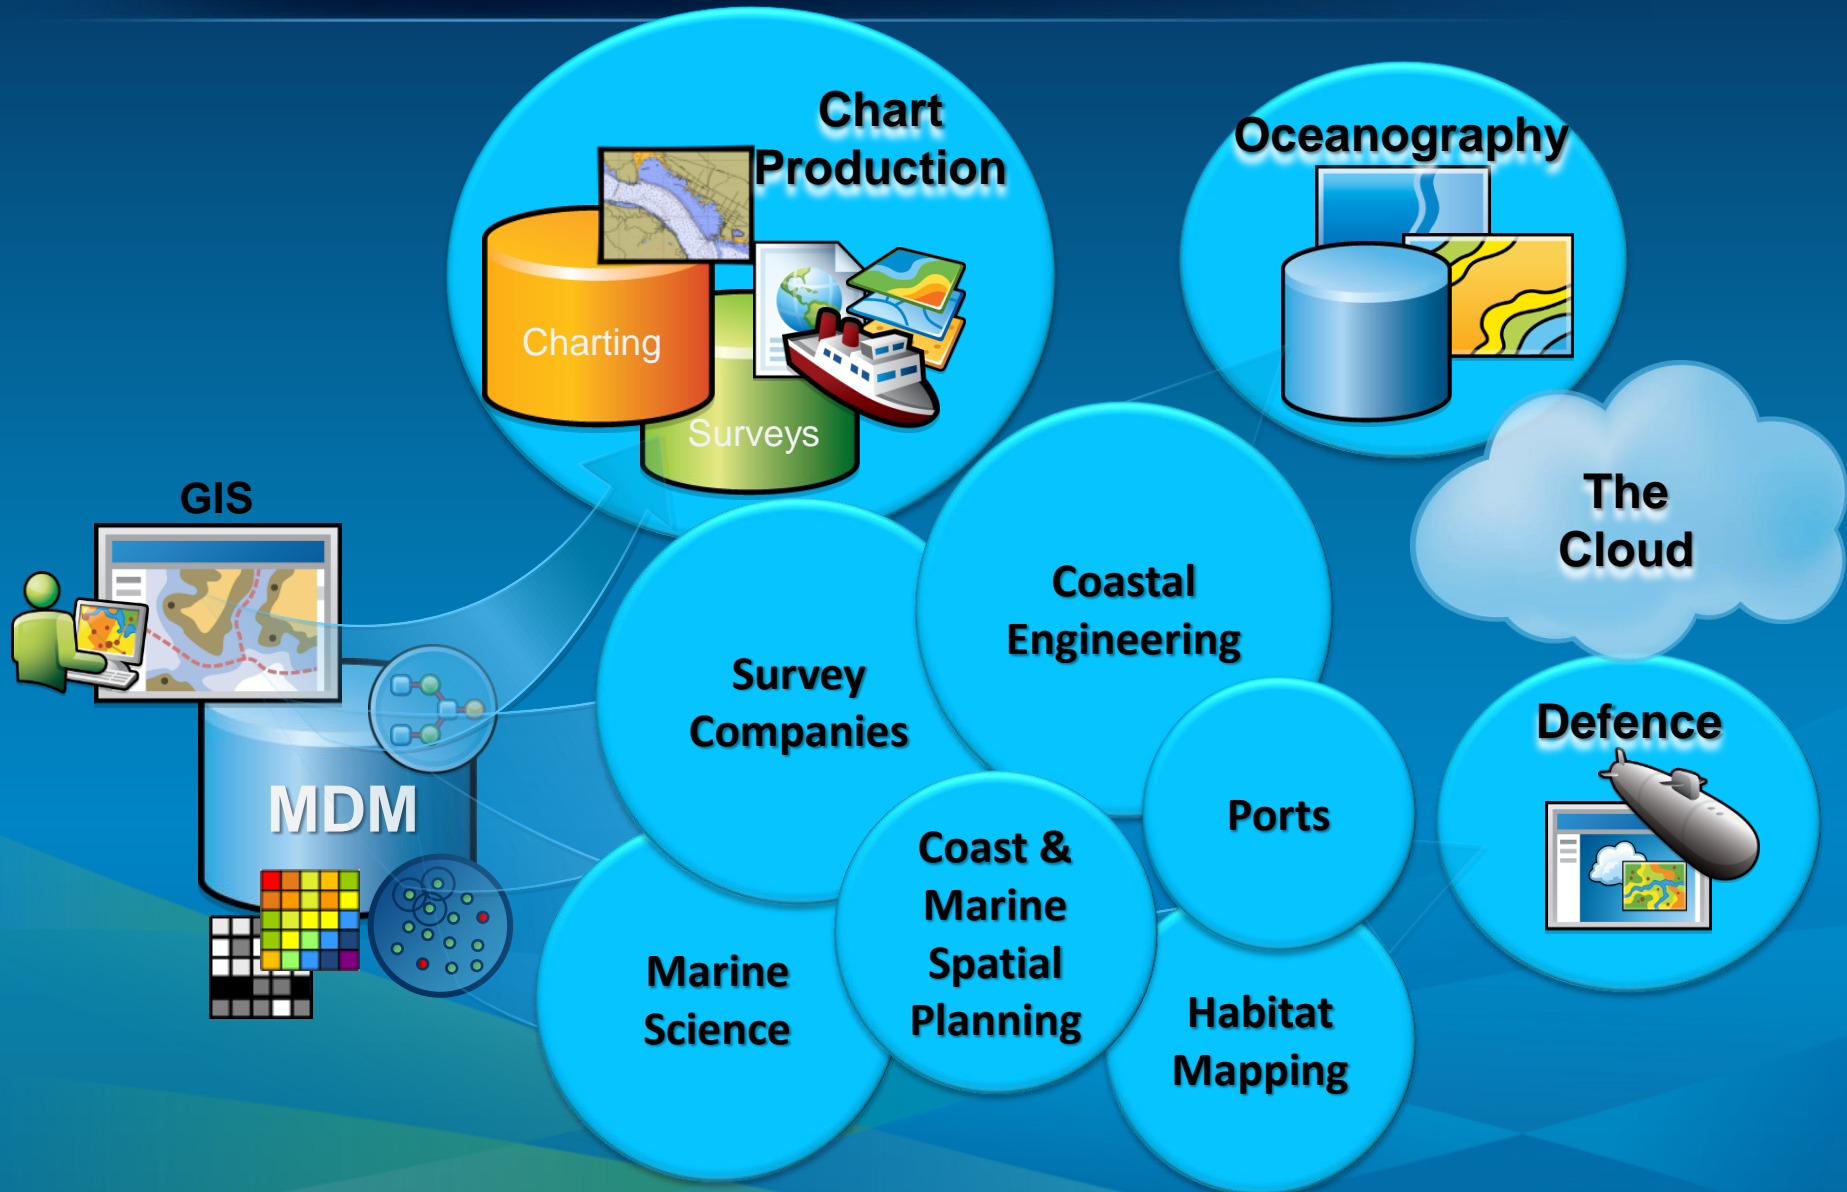 Chart
Production
Oceanography
Charting
Surveys
GIS
The
Cloud
Coastal
Engineering
Survey
Companies
Defence
MDM
Ports
Coast &
Marine
Spatial
Planning
Marine
Science
Habitat
Mapping